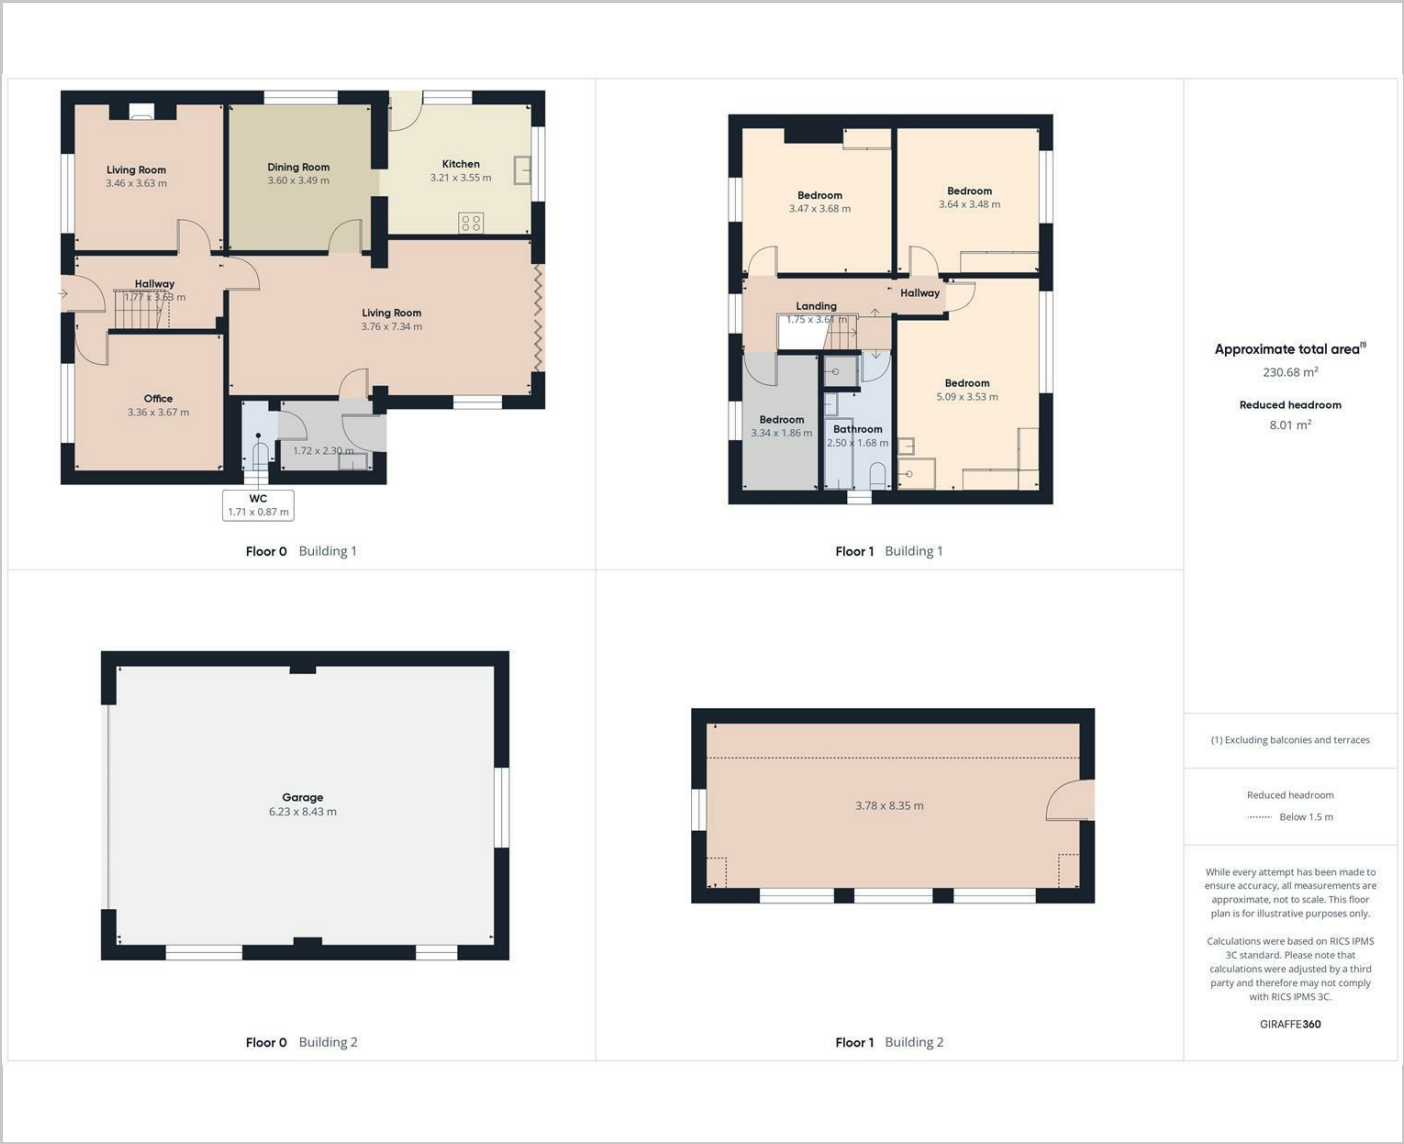 Living Room
3.46 x 3.63 m
Dining Room
3.60 x 3.49 m
Kitchen
3.21 x 3.55 m
Hallway
1.77 x 3.63 m
Living Room
3.76 x 7.34 m
Office
3.36 x 3.67 m
1.72 x 2.30 m
WC
1.71 x 0.87 m
Floor 0 Building 1
Bedroom
3.47 x 3.68 m
Bedroom
3.64 x 3.48 m
Landing
1.75 x 3.61 m
Hallway
Bedroom
5.09 x 3.53 m
Bedroom
3.34 x 1.86 m
Bathroom
2.50 x 1.68 m
Floor 1 Building 1
Garage
6.23 x 8.43 m
Floor 0 Building 2
3.78 x 8.35 m
Floor 1 Building 2
Approximate total area(1)
230.68 m²
Reduced headroom
8.01 m²
(1) Excluding balconies and terraces
Reduced headroom
Below 1.5 m
While every attempt has been made to
ensure accuracy, all measurements are
approximate, not to scale. This floor
plan is for illustrative purposes only.
Calculations were based on RICS IPMS
3C standard. Please note that
calculations were adjusted by a third
party and therefore may not comply
with RICS IPMS 3C.
GIRAFFE360